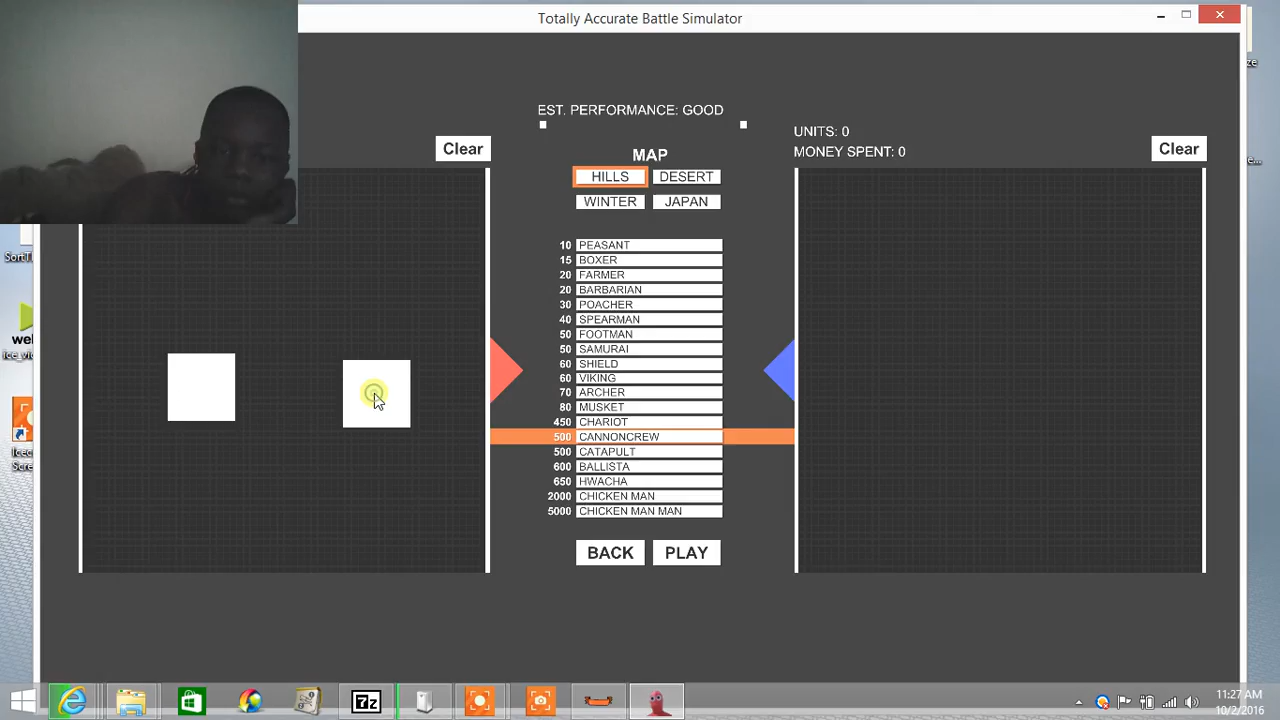 Totally Accurate Battle Simulator
EST. PERFORMANCE: GOOD
UNITS: 0
MONEY SPENT: 0
Clear
Clear
MAP
HILLS
DESERT
WINTER
JAPAN
10 PEASANT
15 BOXER
20 FARMER
20 BARBARIAN
30 POACHER
40 SPEARMAN
50 FOOTMAN
50 SAMURAI
60 SHIELD
60 VIKING
70 ARCHER
80 MUSKET
450 CHARIOT
500 CANNONCREW
500 CATAPULT
600 BALLISTA
650 HWACHA
2000 CHICKEN MAN
5000 CHICKEN MAN MAN
BACK
PLAY
7z
11:27 AM
10/2/2016